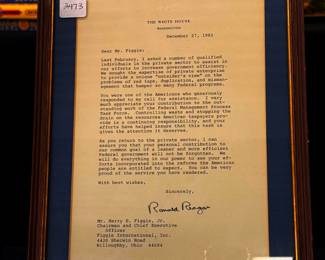 3473
THE WHITE HOUSE
WASHINGTON
December 27, 1982
Dear Mr. Figgie:
Last February, I asked a number of qualified
individuals in the private sector to assist in
our efforts to increase government efficiency.
We sought the expertise of private enterprise
to provide a unique "outsider's view" on the
problems of red tape, duplication, and misman-
agement that hamper so many Federal programs.
You were one of the Americans who generously
responded to my call for assistance. I very
much appreciate your contribution to the out-
standing work of the Federal Management Process
Task Force. Controlling waste and stopping the
drain on the resources American taxpayers pro-
vide is a continuing responsibility, and your
efforts have helped insure that this task is
given the attention it deserves.
As you return to the private sector, I can
assure you that your personal contribution to
our common goal of a leaner and more efficient
Federal government will not be forgotten. We
will do everything in our power to see your ef-
forts incorporated into the reforms the American
people are entitled to expect. You can be very
proud of the service you have rendered.
With best wishes,
Sincerely,
Ronald Reagan
Mr. Harry E. Figgie, Jr.
Chairman and Chief Executive
Officer
Figgie International, Inc.
4420 Sherwin Road
Willoughby, Ohio 44094